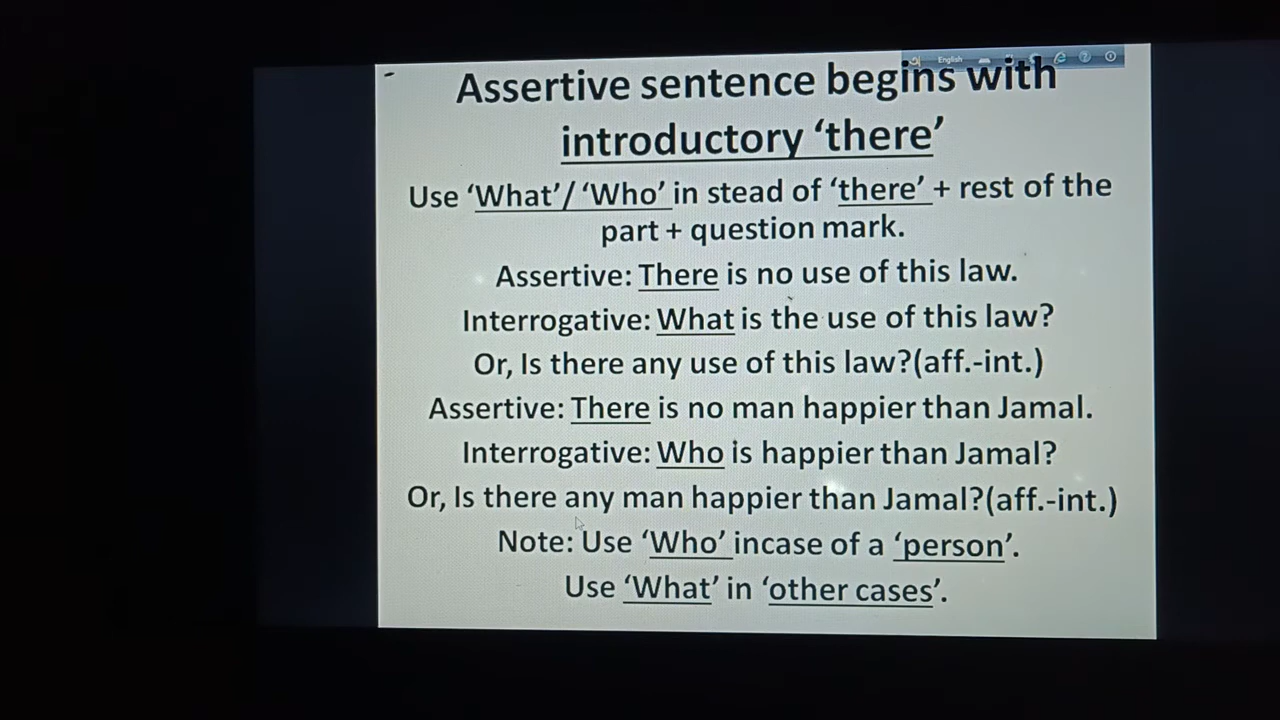 English
Assertive sentence begins with
introductory ‘there’
Use ‘What’/ ‘Who’ in stead of ‘there’ + rest of the
part + question mark.
Assertive: There is no use of this law.
Interrogative: What is the use of this law?
Or, Is there any use of this law?(aff.-int.)
Assertive: There is no man happier than Jamal.
Interrogative: Who is happier than Jamal?
Or, Is there any man happier than Jamal?(aff.-int.)
Note: Use ‘Who’ incase of a ‘person’.
Use ‘What’ in ‘other cases’.